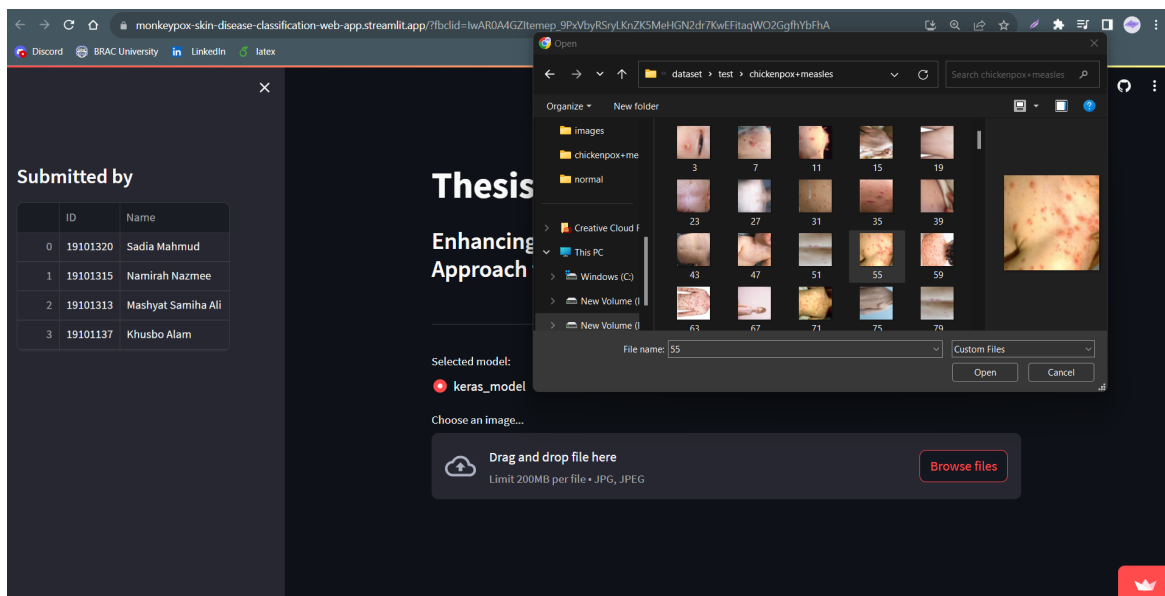 monkeypox-skin-disease-classification-web-app.streamlit.app/?fbclid=IwAR0A4GZItemep_9PxVbyRSryLKnZK5MeHGN2dr7KwEFitaqWO2GgfhYbFhA
Discord BRAC University in LinkedIn latex
Open
dataset > test > chickenpox+measles
Search chickenpox+measles
Organize New folder
images
chickenpox+me
normal
Creative Cloud F
This PC
Windows (C:)
New Volume (
New Volume (
3 7 11 15 19
23 27 31 35 39
43 47 51 55 59
63 67 71 75 79
File name: 55
Custom Files
Open Cancel
Submitted by
ID Name
0 19101320 Sadia Mahmud
1 19101315 Namirah Nazmee
2 19101313 Mashyat Samiha Ali
3 19101137 Khusbo Alam
Thesis
Enhancing
Approach
Selected model:
keras_model
Choose an image...
Drag and drop file here
Limit 200MB per file • JPG, JPEG
Browse files